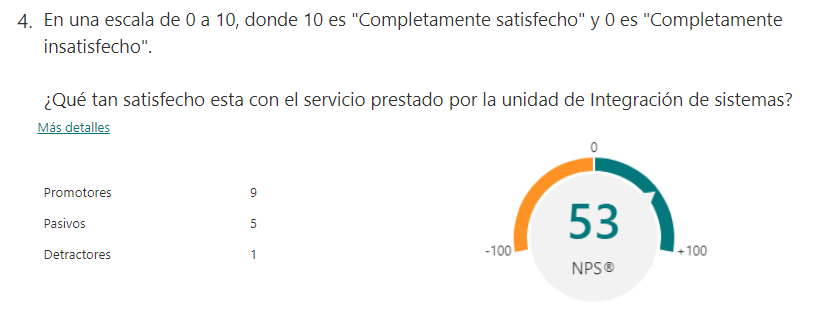 4. En una escala de 0 a 10, donde 10 es "Completamente satisfecho" y 0 es "Completamente
insatisfecho".
¿Qué tan satisfecho esta con el servicio prestado por la unidad de Integración de sistemas?
Más detalles
Promotores 9
Pasivos 5
Detractores 1
0
53
-100
+100
NPS®